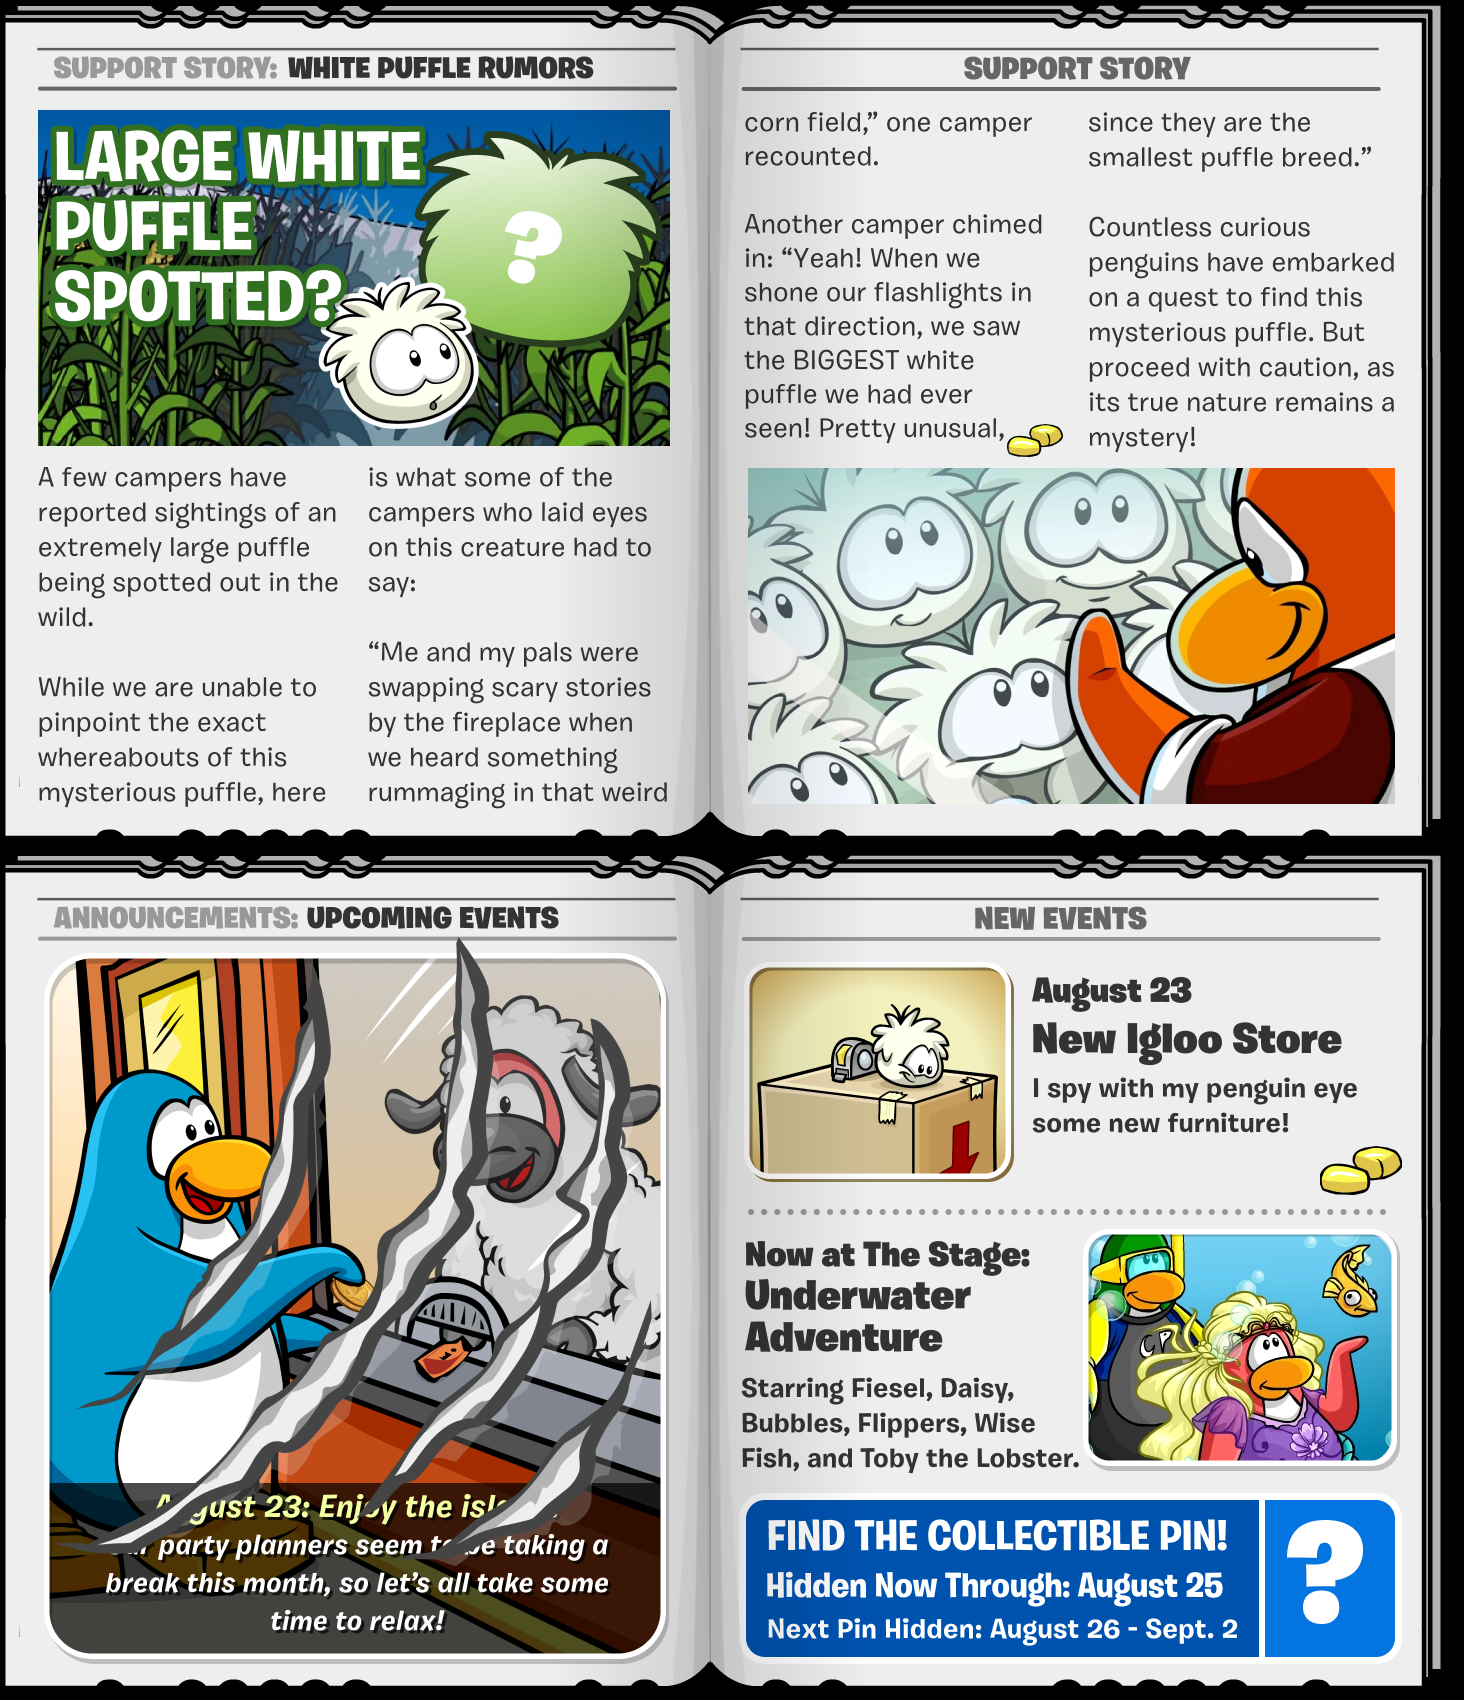 SUPPORT STORY: WHITE PUFFLE RUMORS
LARGE WHITE
PUFFLE
SPOTTED?
?
A few campers have
reported sightings of an
extremely large puffle
being spotted out in the
wild.
While we are unable to
pinpoint the exact
whereabouts of this
mysterious puffle, here
is what some of the
campers who laid eyes
on this creature had to
say:
“Me and my pals were
swapping scary stories
by the fireplace when
we heard something
rummaging in that weird
SUPPORT STORY
corn field,” one camper
recounted.
Another camper chimed
in: “Yeah! When we
shone our flashlights in
that direction, we saw
the BIGGEST white
puffle we had ever
seen! Pretty unusual,
since they are the
smallest puffle breed.”
Countless curious
penguins have embarked
on a quest to find this
mysterious puffle. But
proceed with caution, as
its true nature remains a
mystery!
ANNOUNCEMENTS: UPCOMING EVENTS
August 23: Enjoy the
party planners seem to be taking a
break this month, so let’s all take some
time to relax!
NEW EVENTS
August 23
New Igloo Store
I spy with my penguin eye
some new furniture!
Now at The Stage:
Underwater
Adventure
Starring Fiesel, Daisy,
Bubbles, Flippers, Wise
Fish, and Toby the Lobster.
CP
FIND THE COLLECTIBLE PIN!
Hidden Now Through: August 25
Next Pin Hidden: August 26 - Sept. 2
?